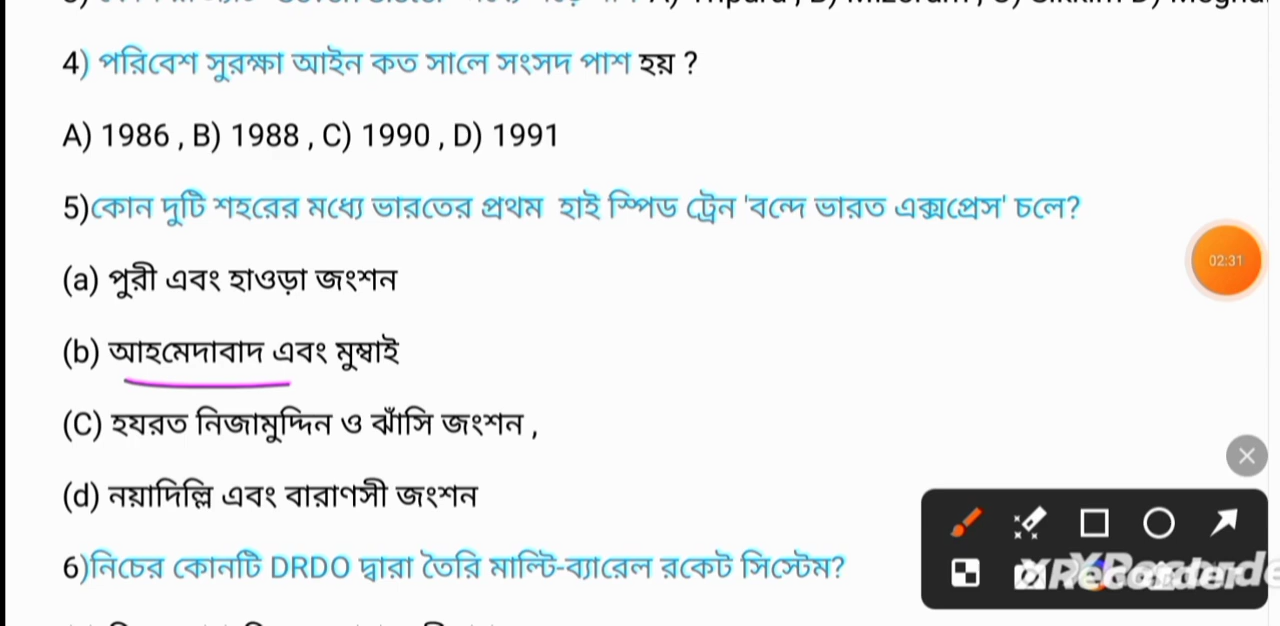 4) পরিবেশ সুরক্ষা আইন কত সালে সংসদ পাশ হয় ?
A) 1986 , B) 1988 , C) 1990 , D) 1991
5)কোন দুটি শহরের মধ্যে ভারতের প্রথম হাই স্পিড ট্রেন 'বন্দে ভারত এক্সপ্রেস' চলে?
(a) পুরী এবং হাওড়া জংশন
02:31
(b) আহমেদাবাদ এবং মুম্বাই
(C) হযরত নিজামুদ্দিন ও ঝাঁসি জংশন ,
(d) নয়াদিল্লি এবং বারাণসী জংশন
6)নিচের কোনটি DRDO দ্বারা তৈরি মাল্টি-ব্যারেল রকেট সিস্টেম?